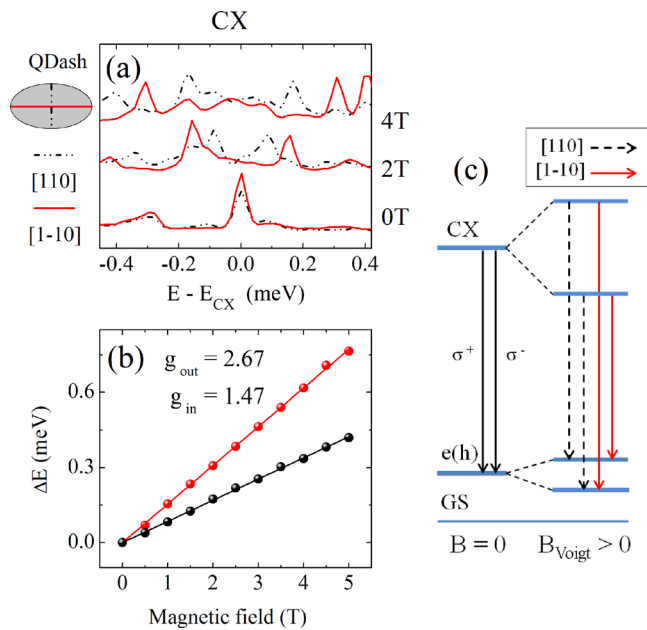 CX
QDash
[110]
[1-10]
(a)
4T
2T
0T
-0.4 -0.2 0.0 0.2 0.4
E - E_CX (meV)
(b)
g_out = 2.67
g_in = 1.47
0.6
0.3
0.0
ΔE (meV)
0 1 2 3 4 5
Magnetic field (T)
[110]
[1-10]
(c)
CX
σ⁺ σ⁻
e(h)
GS
B = 0 B_Voigt > 0